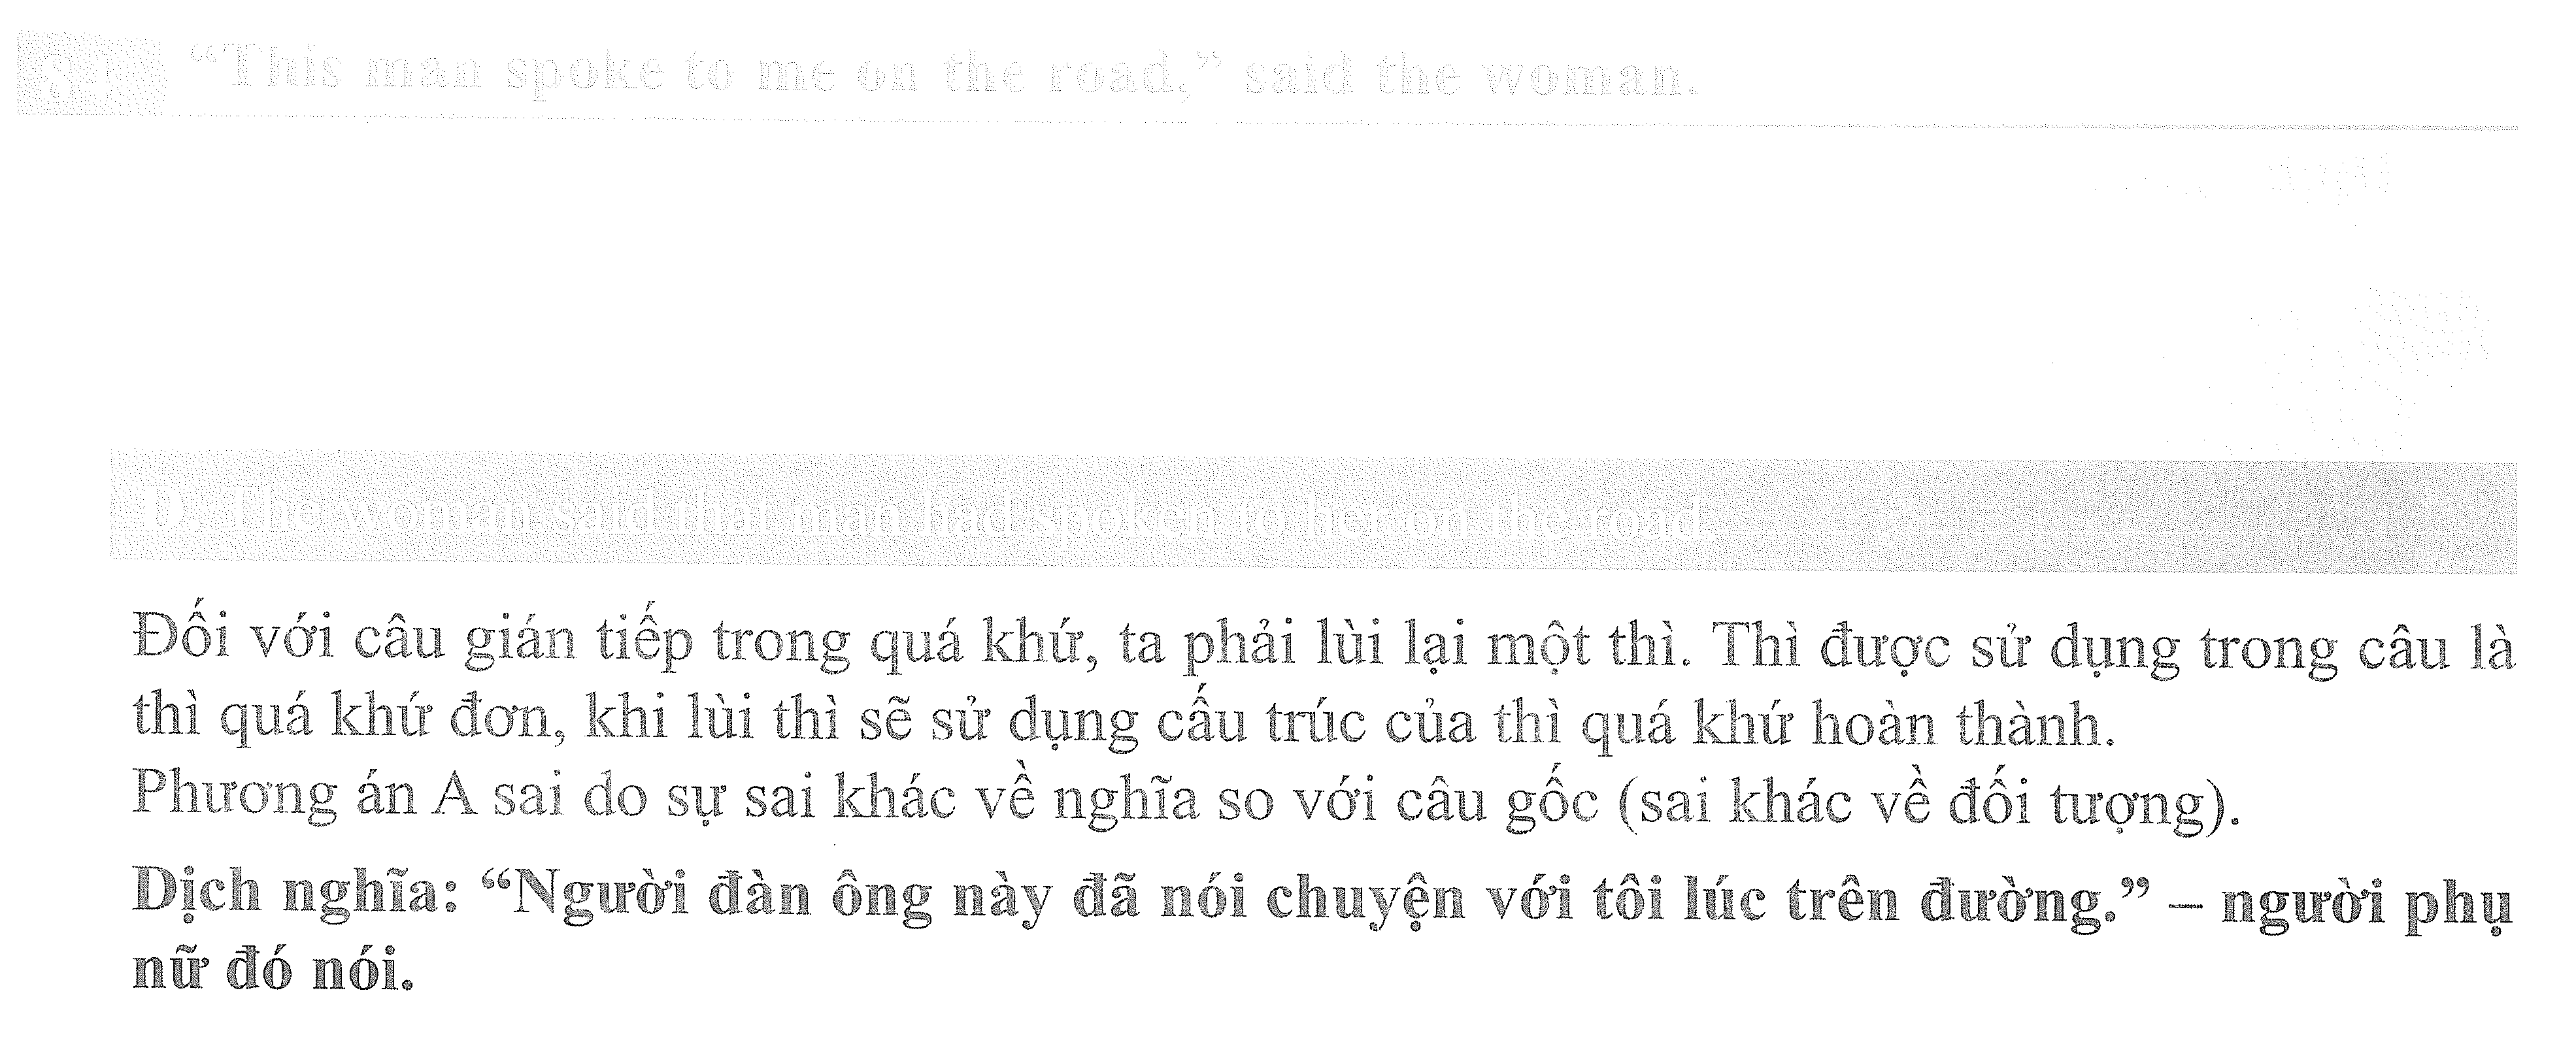 31 “This man spoke to me on the road,” said the woman.
D. The woman said that man had spoken to her on the road.
Đối với câu gián tiếp trong quá khứ, ta phải lùi lại một thì. Thì được sử dụng trong câu là
thì quá khứ đơn, khi lùi thì sẽ sử dụng cấu trúc của thì quá khứ hoàn thành.
Phương án A sai do sự sai khác về nghĩa so với câu gốc (sai khác về đối tượng).
Dịch nghĩa: “Người đàn ông này đã nói chuyện với tôi lúc trên đường.” – người phụ
nữ đó nói.